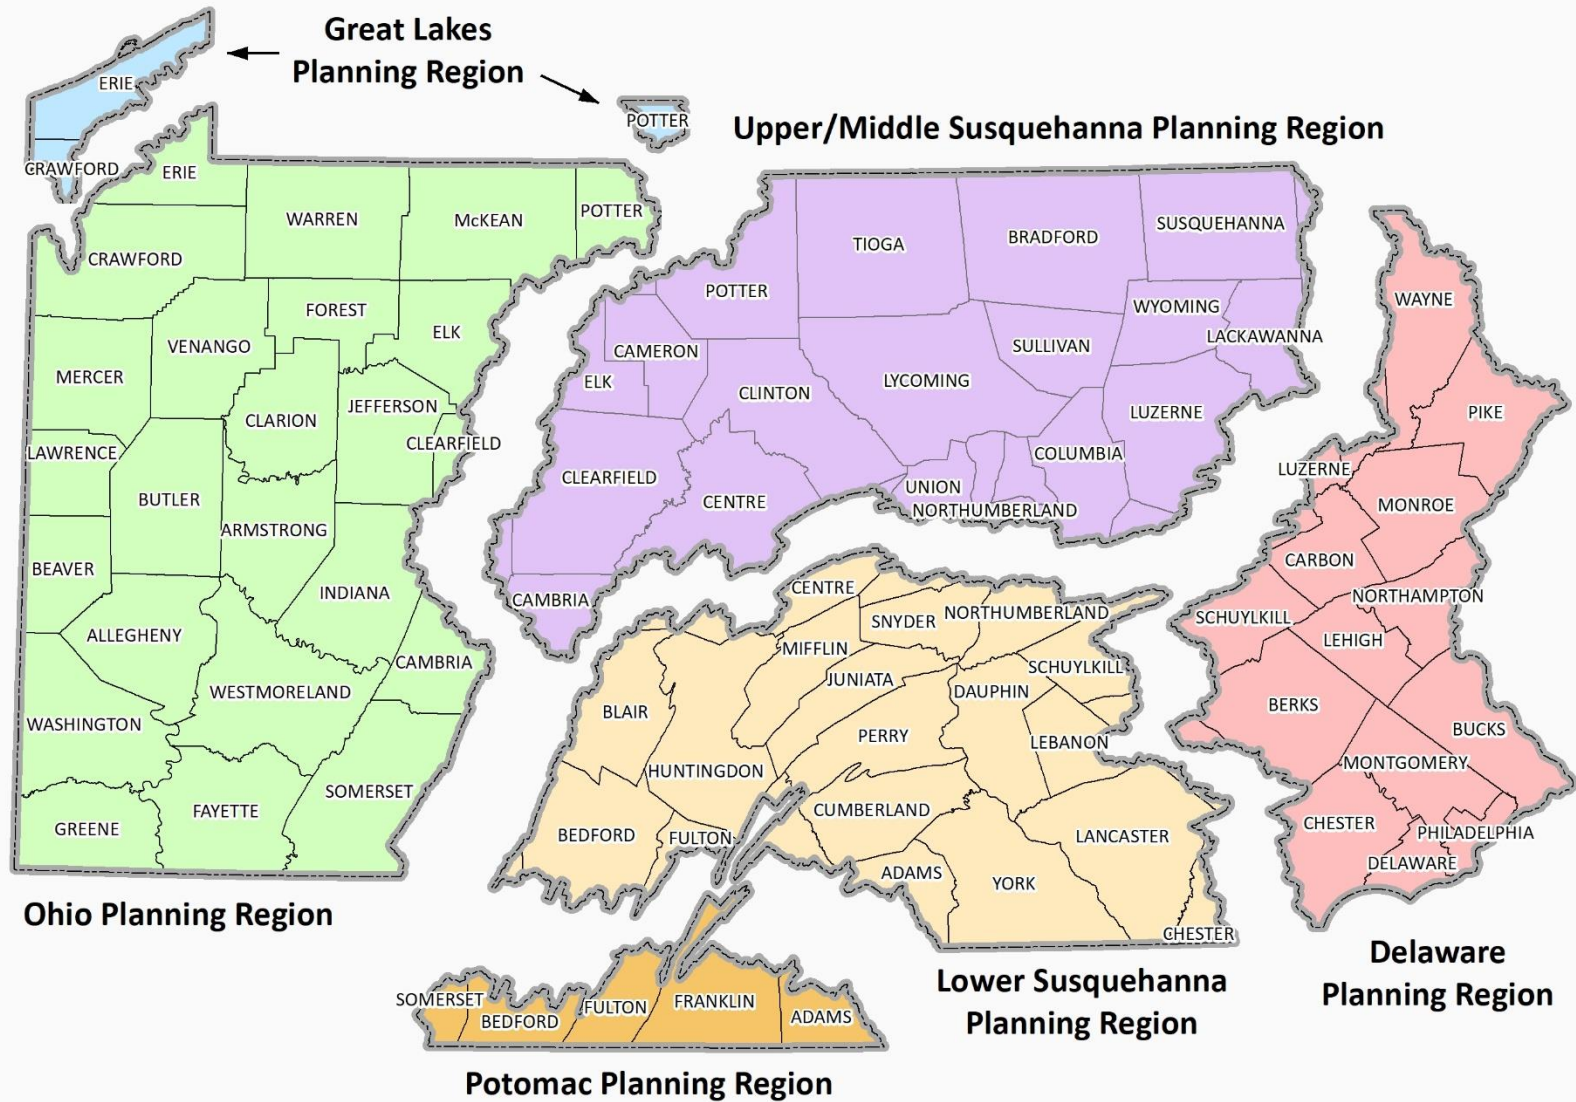 Great Lakes
Planning Region
ERIE
CRAWFORD
POTTER
Ohio Planning Region
ERIE
WARREN
McKEAN
POTTER
CRAWFORD
FOREST
ELK
VENANGO
MERCER
CLARION
JEFFERSON
CLEARFIELD
LAWRENCE
BUTLER
ARMSTRONG
BEAVER
INDIANA
ALLEGHENY
CAMBRIA
WESTMORELAND
WASHINGTON
SOMERSET
FAYETTE
GREENE
Upper/Middle Susquehanna Planning Region
TIOGA
BRADFORD
SUSQUEHANNA
POTTER
WYOMING
LACKAWANNA
SULLIVAN
CAMERON
ELK
LYCOMING
CLINTON
LUZERNE
COLUMBIA
CLEARFIELD
CENTRE
UNION
NORTHUMBERLAND
CAMBRIA
CENTRE
SNYDER
NORTHUMBERLAND
MIFFLIN
SCHUYLKILL
JUNIATA
DAUPHIN
BLAIR
PERRY
LEBANON
HUNTINGDON
CUMBERLAND
BEDFORD
FULTON
LANCASTER
ADAMS
YORK
CHESTER
Lower Susquehanna
Planning Region
WAYNE
PIKE
LUZERNE
MONROE
CARBON
NORTHAMPTON
SCHUYLKILL
LEHIGH
BERKS
BUCKS
MONTGOMERY
CHESTER
PHILADELPHIA
DELAWARE
Delaware
Planning Region
SOMERSET
BEDFORD
FULTON
FRANKLIN
ADAMS
Potomac Planning Region